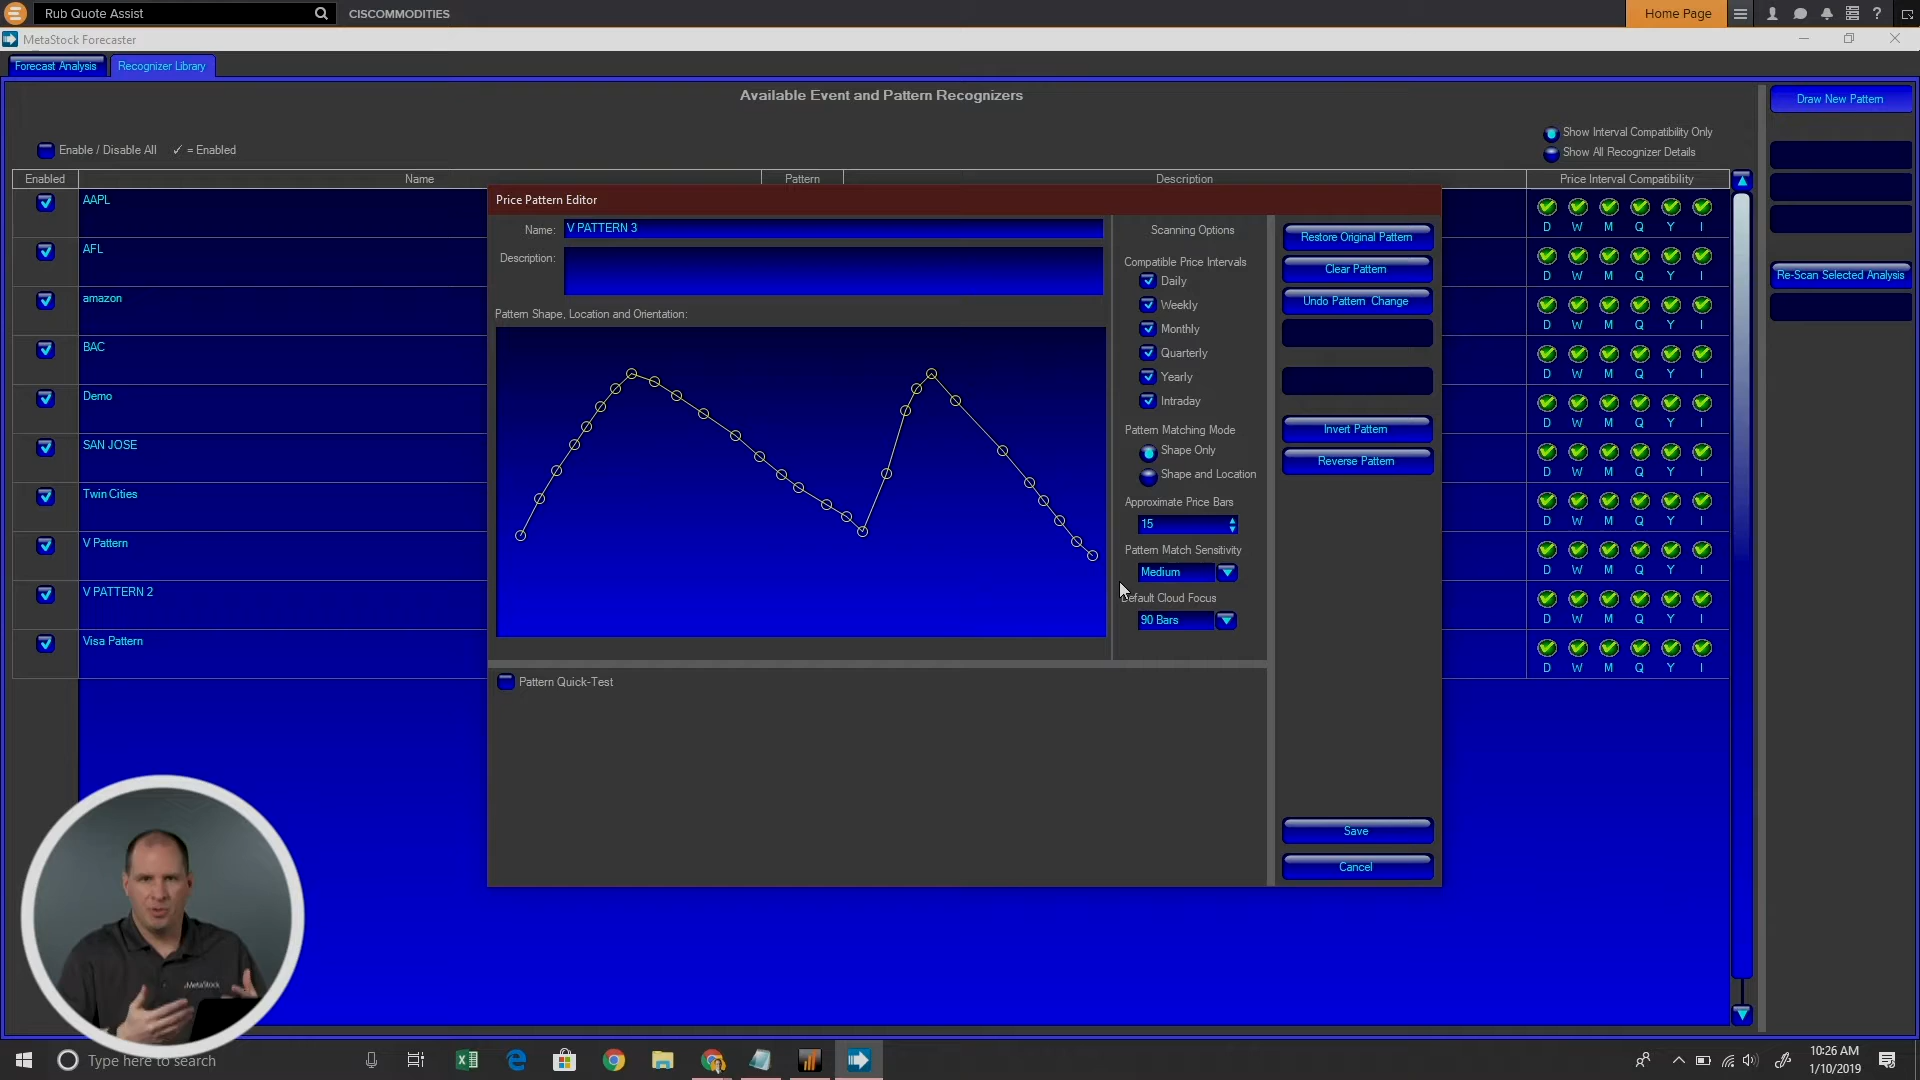 Rub Quote Assist
CISCOMMODITIES
Home Page
?
MetaStock Forecaster
Forecast Analysis
Recognizer Library
Available Event and Pattern Recognizers
Draw New Pattern
Show Interval Compatibility Only
Show All Recognizer Details
Enable / Disable All
✓ = Enabled
Enabled
Name
Pattern
Description
Price Interval Compatibility
AAPL
D W M Q Y I
AFL
D W M Q Y I
amazon
D W M Q Y I
BAC
D W M Q Y I
Demo
D W M Q Y I
SAN JOSE
D W M Q Y I
Twin Cities
D W M Q Y I
V Pattern
D W M Q Y I
V PATTERN 2
D W M Q Y I
Visa Pattern
D W M Q Y I
Re-Scan Selected Analysis
Price Pattern Editor
Name:
V PATTERN 3
Description:
Pattern Shape, Location and Orientation:
Scanning Options
Compatible Price Intervals
Daily
Weekly
Monthly
Quarterly
Yearly
Intraday
Pattern Matching Mode
Shape Only
Shape and Location
Approximate Price Bars
15
Pattern Match Sensitivity
Medium
Default Cloud Focus
90 Bars
Restore Original Pattern
Clear Pattern
Undo Pattern Change
Invert Pattern
Reverse Pattern
Pattern Quick-Test
Save
Cancel
MetaStock
Type here to search
10:26 AM
1/10/2019